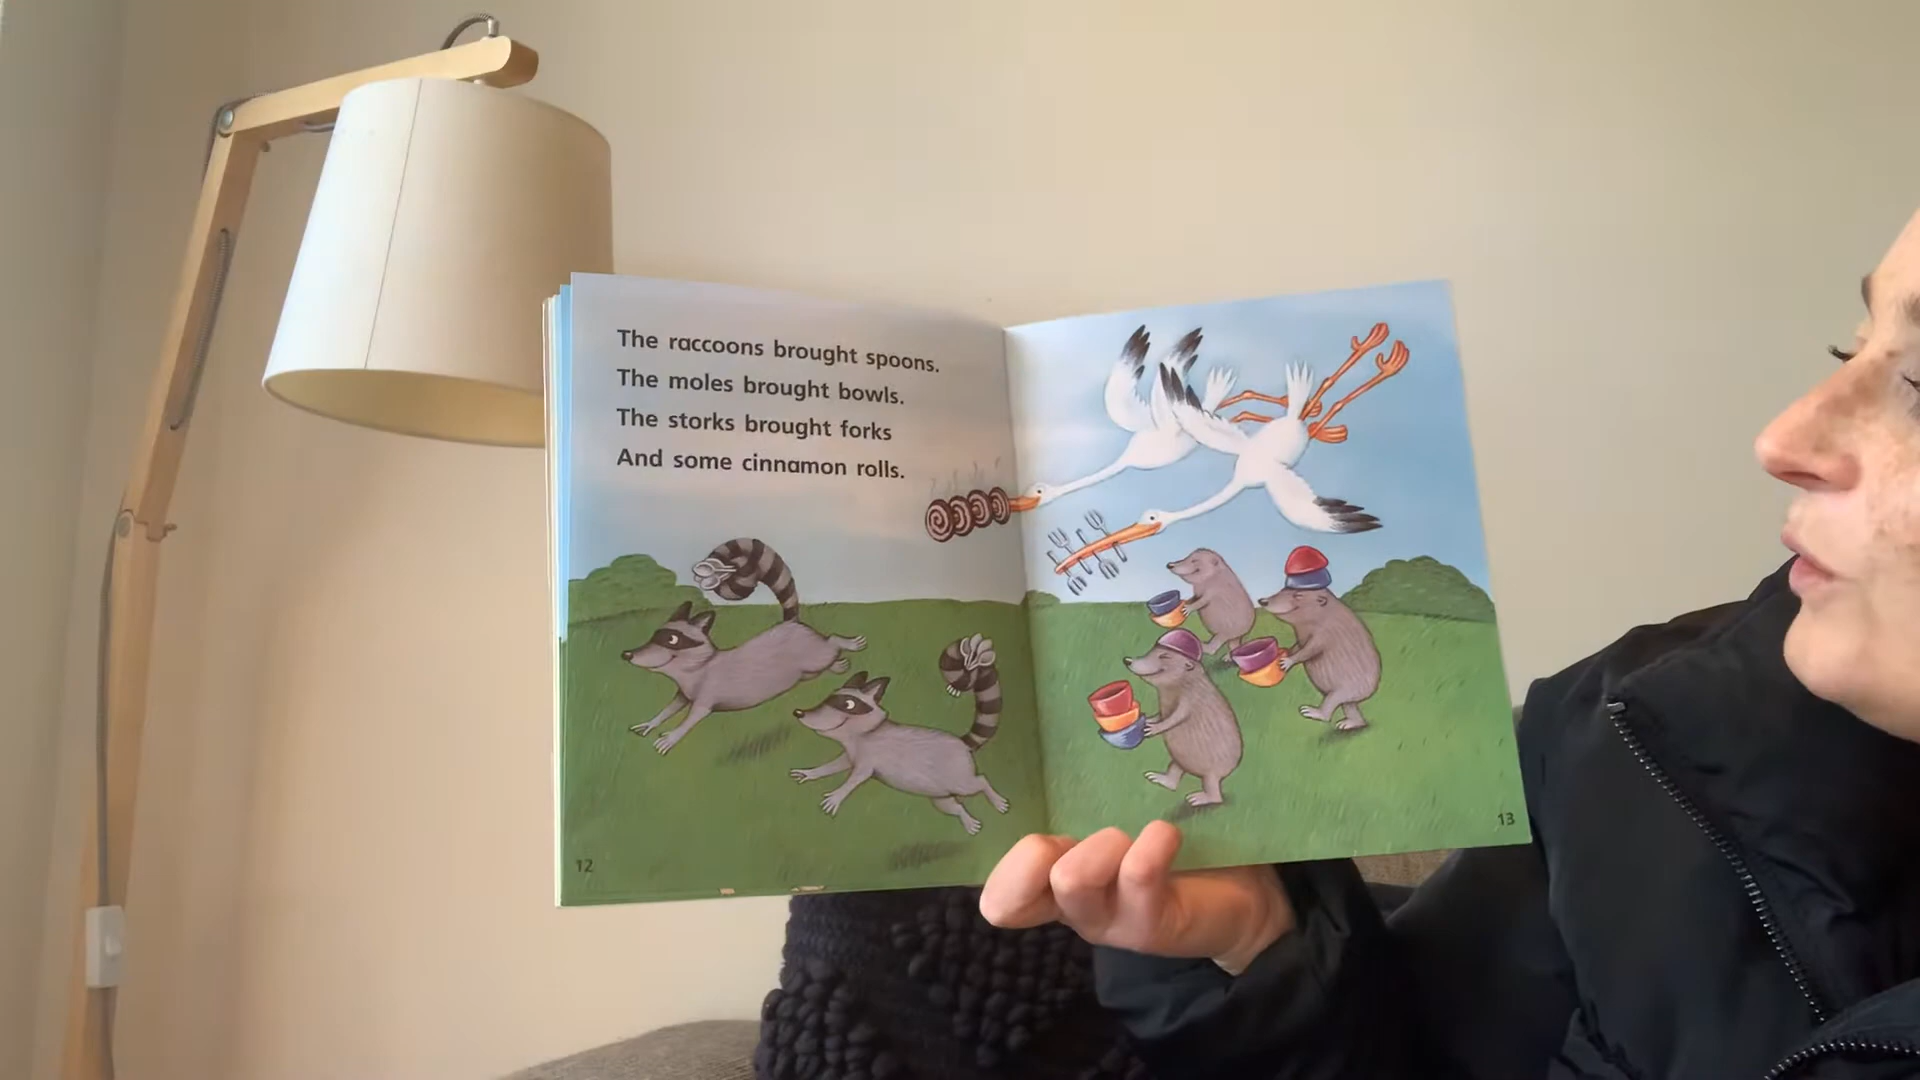 The raccoons brought spoons.
The moles brought bowls.
The storks brought forks
And some cinnamon rolls.
12
13